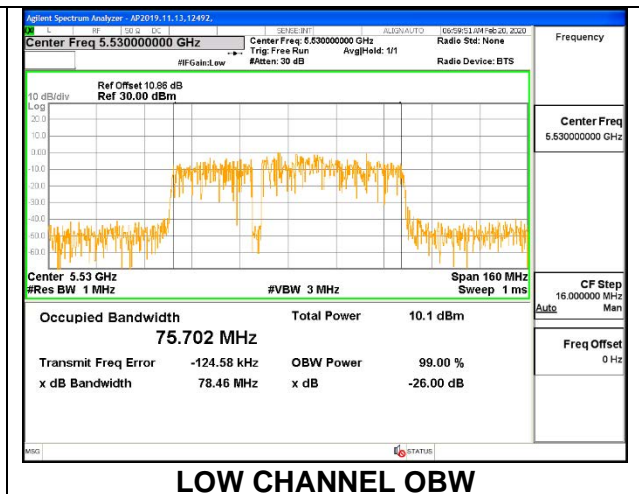 Agilent Spectrum Analyzer - AP2019.11.13,12492,
L RF 50 Ω DC SENSE:INT ALIGN AUTO 06:59:51 AM Feb 20, 2020
Center Freq 5.530000000 GHz
Center Freq: 5.530000000 GHz
Radio Std: None
Trig: Free Run Avg|Hold: 1/1
#IFGain:Low #Atten: 30 dB Radio Device: BTS
Frequency
Ref Offset 10.86 dB
10 dB/div Ref 30.00 dBm
Log
20.0
10.0
0.00
-10.0
-20.0
-30.0
-40.0
-50.0
-60.0
Center 5.53 GHz Span 160 MHz
#Res BW 1 MHz #VBW 3 MHz Sweep 1 ms
Occupied Bandwidth Total Power 10.1 dBm
75.702 MHz
Transmit Freq Error -124.58 kHz OBW Power 99.00 %
x dB Bandwidth 78.46 MHz x dB -26.00 dB
Center Freq
5.530000000 GHz
CF Step
16.000000 MHz
Auto Man
Freq Offset
0 Hz
MSG STATUS
LOW CHANNEL OBW